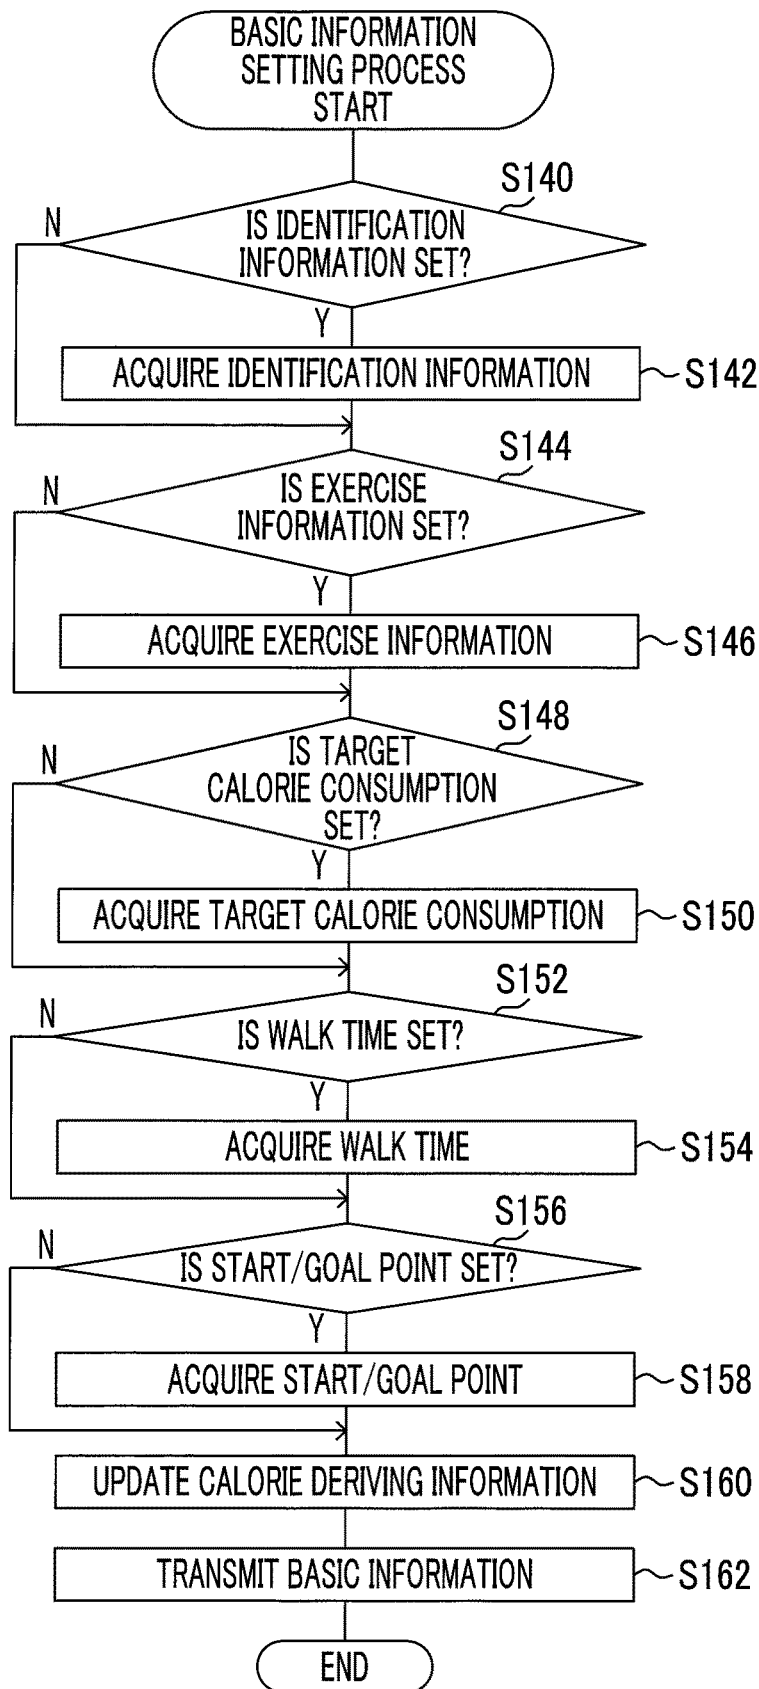 BASIC INFORMATION
SETTING PROCESS
START
S140
N
IS IDENTIFICATION
INFORMATION SET?
Y
ACQUIRE IDENTIFICATION INFORMATION
S142
S144
N
IS EXERCISE
INFORMATION SET?
Y
ACQUIRE EXERCISE INFORMATION
S146
S148
N
IS TARGET
CALORIE CONSUMPTION
SET?
Y
ACQUIRE TARGET CALORIE CONSUMPTION
S150
S152
N
IS WALK TIME SET?
Y
ACQUIRE WALK TIME
S154
S156
N
IS START/GOAL POINT SET?
Y
ACQUIRE START/GOAL POINT
S158
UPDATE CALORIE DERIVING INFORMATION
S160
TRANSMIT BASIC INFORMATION
S162
END